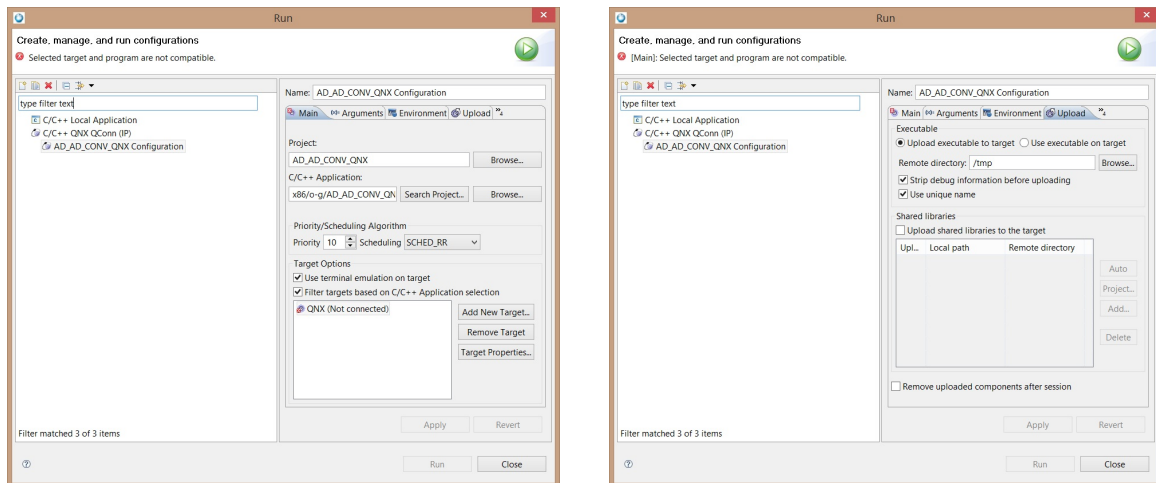 Run
Create, manage, and run configurations
Selected target and program are not compatible.
type filter text
C/C++ Local Application
C/C++ QNX QConn (IP)
AD_AD_CONV_QNX Configuration
Filter matched 3 of 3 items
Name: AD_AD_CONV_QNX Configuration
Main Arguments Environment Upload »4
Project:
AD_AD_CONV_QNX Browse...
C/C++ Application:
x86/o-g/AD_AD_CONV_QN Search Project... Browse...
Priority/Scheduling Algorithm
Priority 10 Scheduling SCHED_RR
Target Options
Use terminal emulation on target
Filter targets based on C/C++ Application selection
QNX (Not connected)
Add New Target...
Remove Target
Target Properties...
Apply Revert
Run Close
Run
Create, manage, and run configurations
[Main]: Selected target and program are not compatible.
type filter text
C/C++ Local Application
C/C++ QNX QConn (IP)
AD_AD_CONV_QNX Configuration
Filter matched 3 of 3 items
Name: AD_AD_CONV_QNX Configuration
Main Arguments Environment Upload »4
Executable
Upload executable to target Use executable on target
Remote directory: /tmp Browse...
Strip debug information before uploading
Use unique name
Shared libraries
Upload shared libraries to the target
Upl... Local path Remote directory
Auto
Project...
Add...
Delete
Remove uploaded components after session
Apply Revert
Run Close